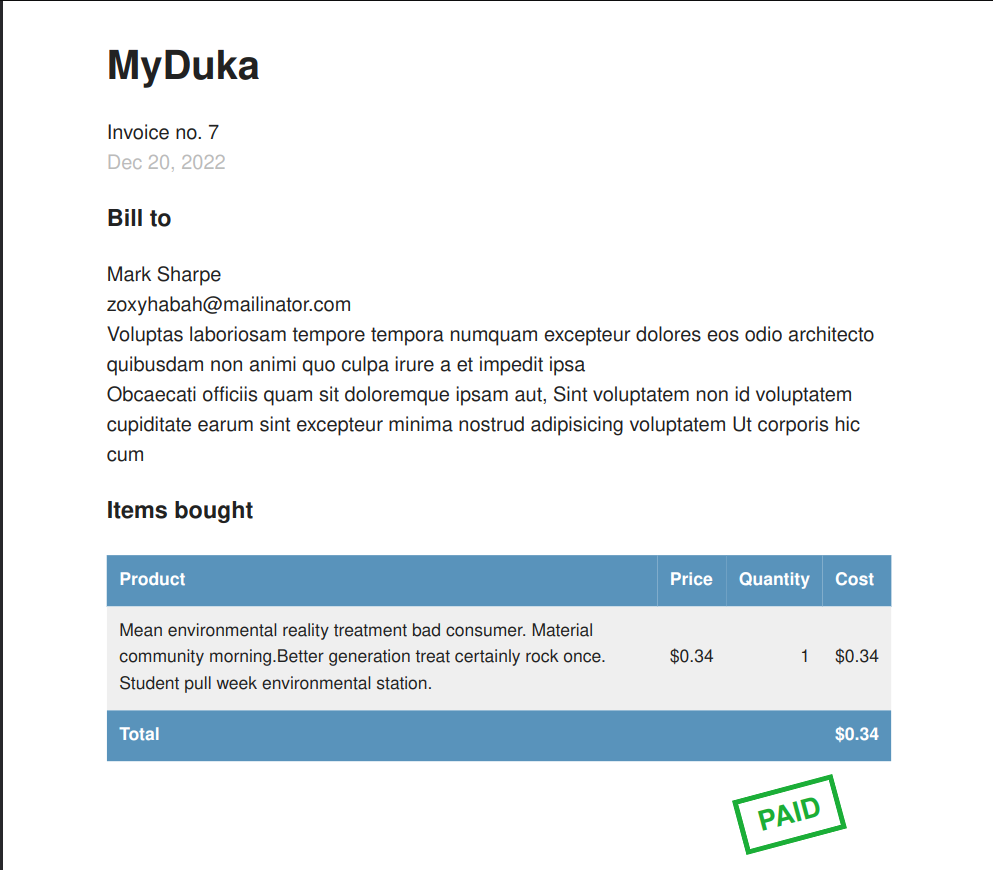 MyDuka
Invoice no. 7
Dec 20, 2022
Bill to
Mark Sharpe
zoxyhabah@mailinator.com
Voluptas laboriosam tempore tempora numquam excepteur dolores eos odio architecto
quibusdam non animi quo culpa irure a et impedit ipsa
Obcaecati officiis quam sit doloremque ipsam aut, Sint voluptatem non id voluptatem
cupiditate earum sint excepteur minima nostrud adipisicing voluptatem Ut corporis hic
cum
Items bought
Product Price Quantity Cost
Mean environmental reality treatment bad consumer. Material
community morning.Better generation treat certainly rock once. $0.34 1 $0.34
Student pull week environmental station.
Total $0.34
PAID